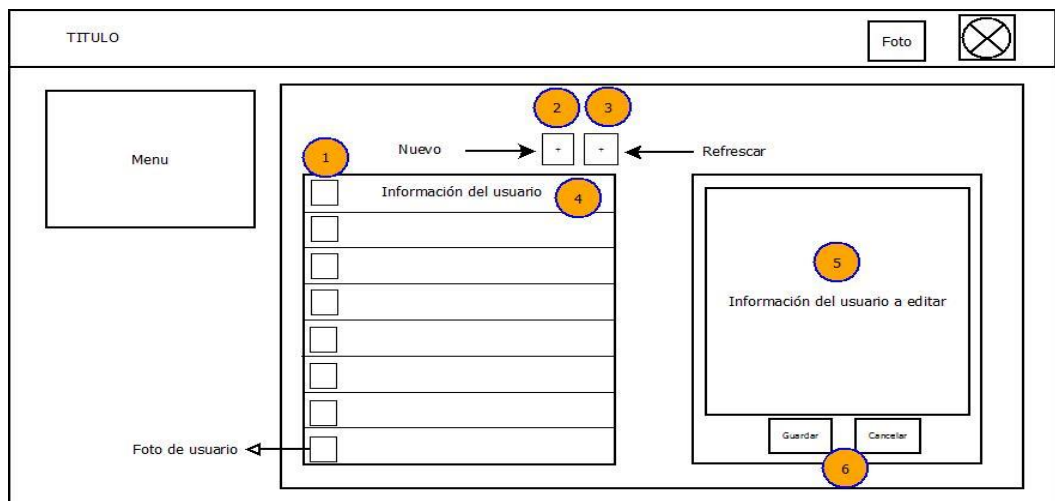 TITULO
Foto
Menu
2
3
1
Nuevo
+
+
Refrescar
Información del usuario
4
5
Información del usuario a editar
Guardar
Cancelar
Foto de usuario
6